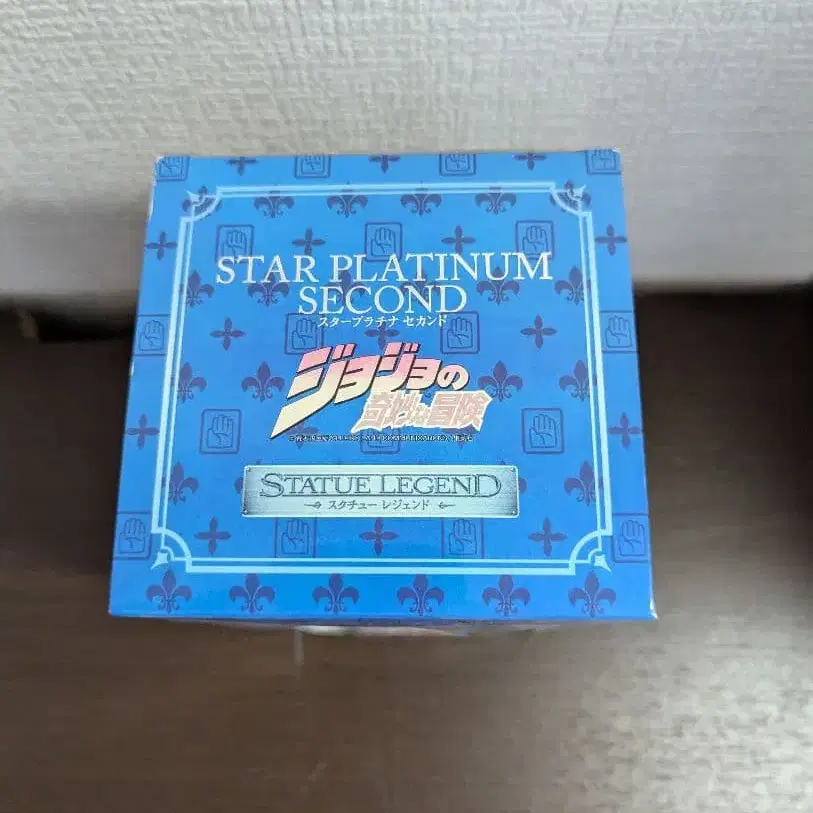 STAR PLATINUM
SECOND
スタープラチナ セカンド
ジョジョの
奇妙な冒険
STATUE LEGEND
スタチュー レジェンド